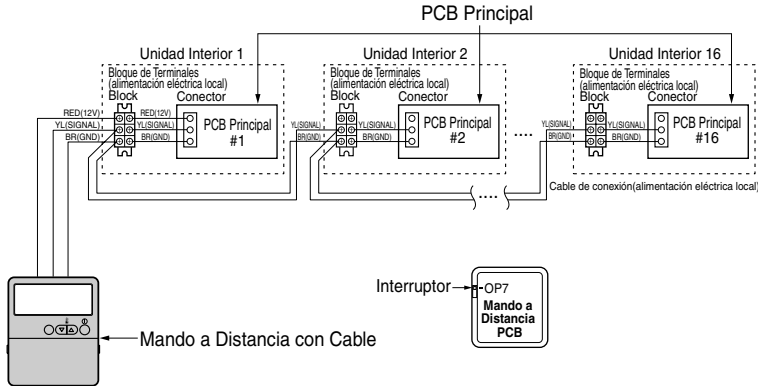 PCB Principal
Unidad Interior 1
Bloque de Terminales
(alimentación eléctrica local)
Block
Conector
RED(12V)
YL(SIGNAL)
BR(GND)
RED(12V)
YL(SIGNAL)
BR(GND)
PCB Principal
#1
Unidad Interior 2
Bloque de Terminales
(alimentación eléctrica local)
Block
Conector
YL(SIGNAL)
BR(GND)
YL(SIGNAL)
BR(GND)
PCB Principal
#2
Unidad Interior 16
Bloque de Terminales
(alimentación eléctrica local)
Block
Conector
YL(SIGNAL)
BR(GND)
YL(SIGNAL)
BR(GND)
PCB Principal
#16
Cable de conexión(alimentación eléctrica local)
Interruptor
OP7
Mando a
Distancia
PCB
Mando a Distancia con Cable